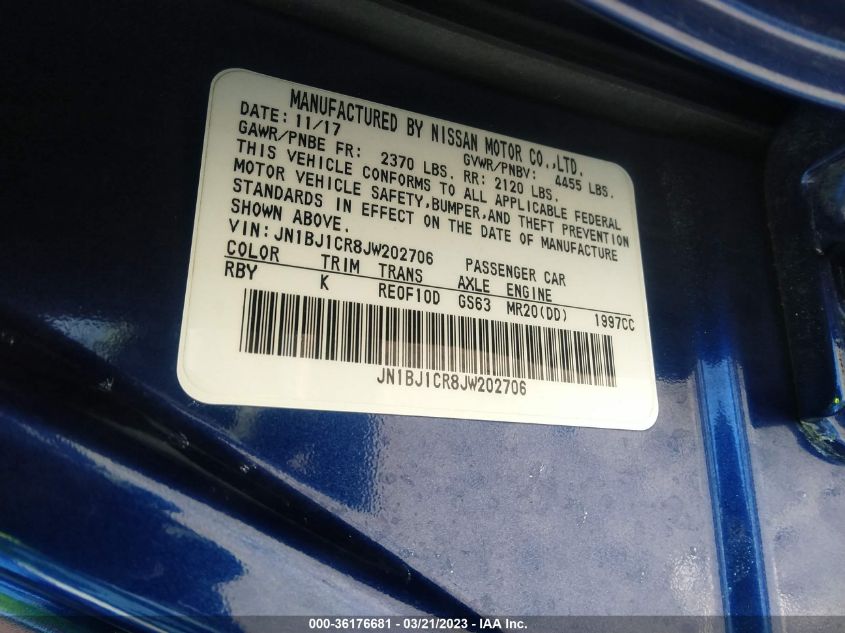 MANUFACTURED BY NISSAN MOTOR CO.,LTD.
DATE: 11/17 GVWR/PNBV: 4455 LBS.
GAWR/PNBE FR: 2370 LBS. RR: 2120 LBS.
THIS VEHICLE CONFORMS TO ALL APPLICABLE FEDERAL
MOTOR VEHICLE SAFETY,BUMPER,AND THEFT PREVENTION
STANDARDS IN EFFECT ON THE DATE OF MANUFACTURE
SHOWN ABOVE.
VIN: JN1BJ1CR8JW202706 PASSENGER CAR
COLOR TRIM TRANS AXLE ENGINE
RBY K RE0F10D GS63 MR20(DD) 1997CC
JN1BJ1CR8JW202706
000-36176681 - 03/21/2023 - IAA Inc.